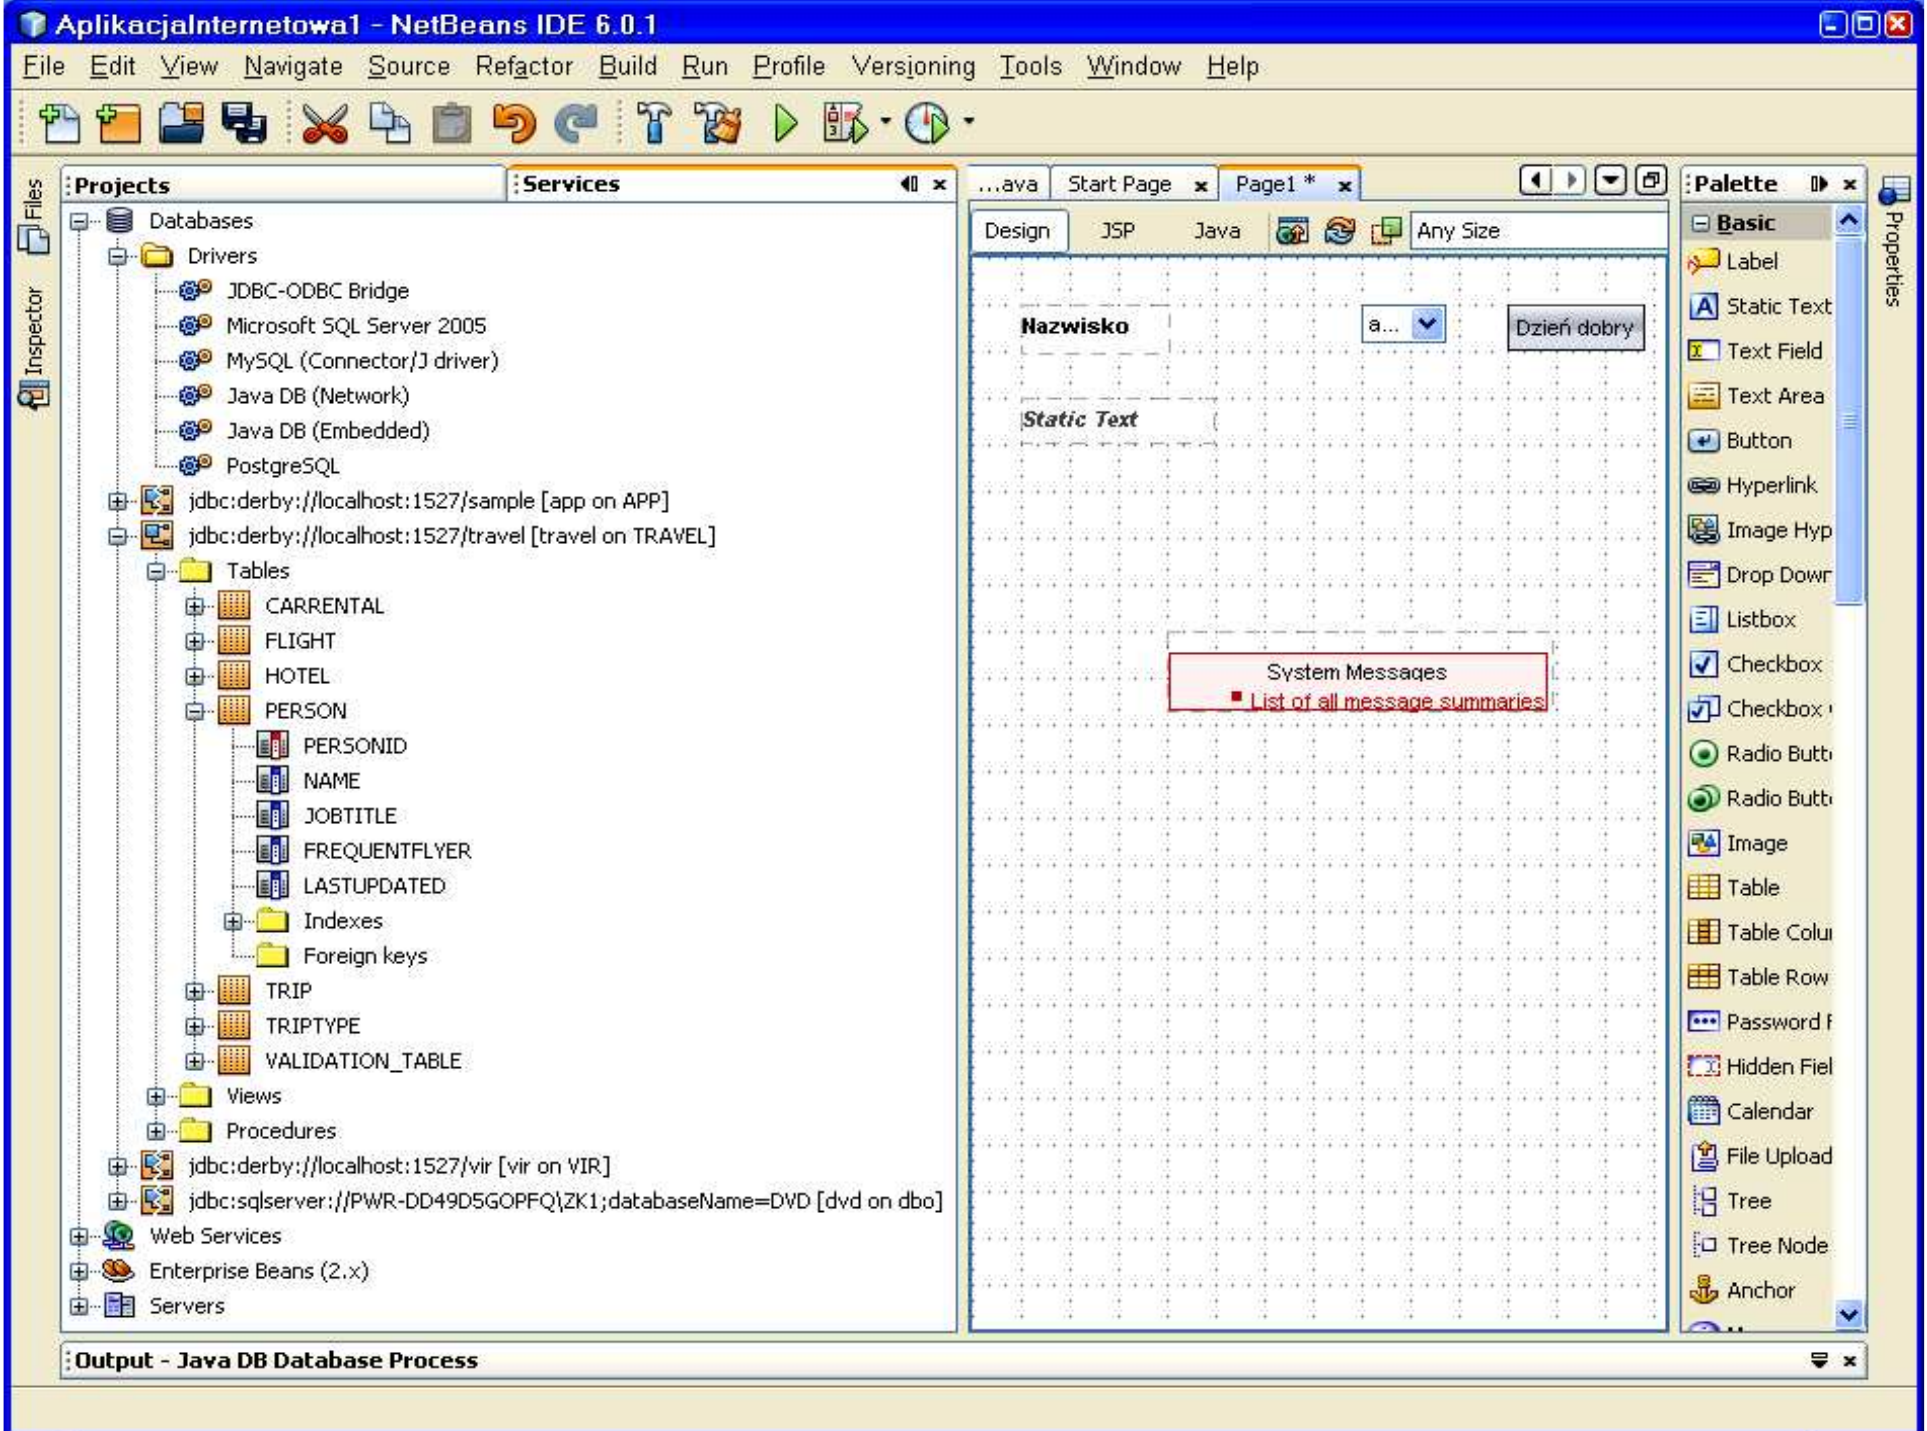 AplikacjaInternetowa1 - NetBeans IDE 6.0.1
File Edit View Navigate Source Refactor Build Run Profile Versioning Tools Window Help
Files
Inspector
Projects
Services
Databases
Drivers
JDBC-ODBC Bridge
Microsoft SQL Server 2005
MySQL (Connector/J driver)
Java DB (Network)
Java DB (Embedded)
PostgreSQL
jdbc:derby://localhost:1527/sample [app on APP]
jdbc:derby://localhost:1527/travel [travel on TRAVEL]
Tables
CARRENTAL
FLIGHT
HOTEL
PERSON
PERSONID
NAME
JOBTITLE
FREQUENTFLYER
LASTUPDATED
Indexes
Foreign keys
TRIP
TRIPTYPE
VALIDATION_TABLE
Views
Procedures
jdbc:derby://localhost:1527/vir [vir on VIR]
jdbc:sqlserver://PWR-DD49D5GOPFQ\ZK1;databaseName=DVD [dvd on dbo]
Web Services
Enterprise Beans (2.x)
Servers
...ava Start Page Page1 *
Design JSP Java Any Size
Nazwisko a... Dzień dobry
Static Text
System Messages
List of all message summaries
Palette
Basic
Label
Static Text
Text Field
Text Area
Button
Hyperlink
Image Hyp
Drop Down
Listbox
Checkbox
Checkbox
Radio Butt
Radio Butt
Image
Table
Table Colu
Table Row
Password F
Hidden Fiel
Calendar
File Upload
Tree
Tree Node
Anchor
Properties
Output - Java DB Database Process